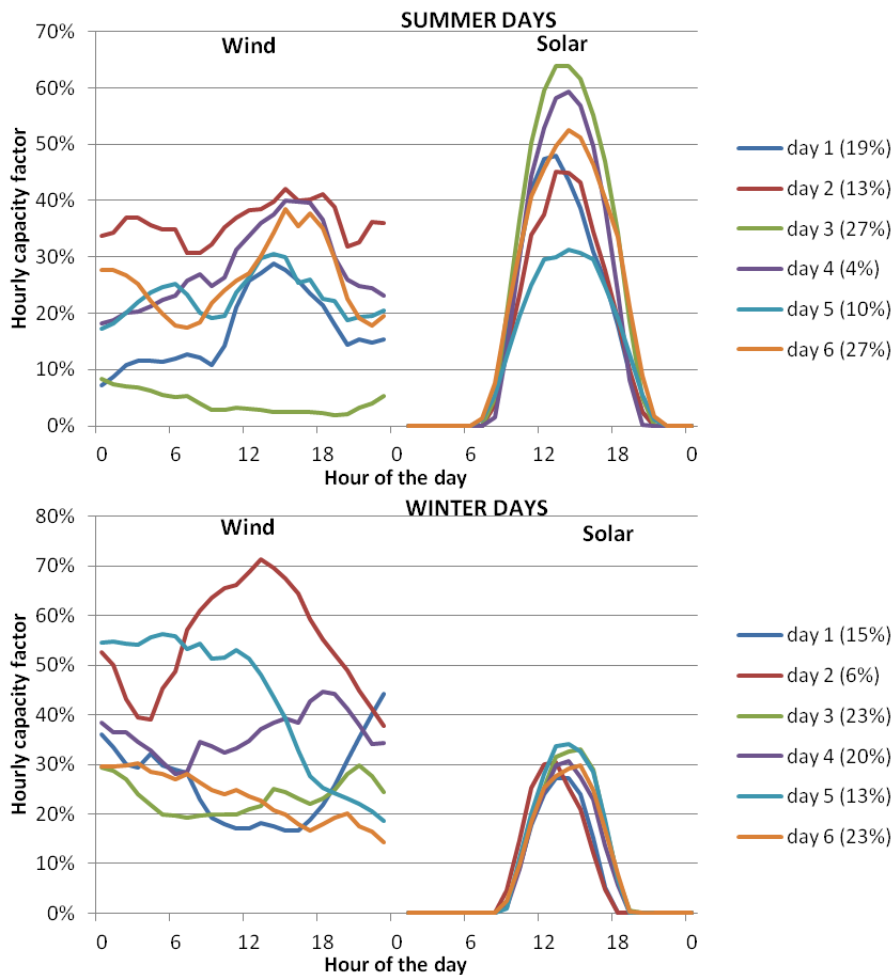 SUMMER DAYS
Wind
Solar
70%
60%
50%
40%
30%
20%
10%
0%
Hourly capacity factor
0 6 12 18 0 6 12 18 0
Hour of the day
day 1 (19%)
day 2 (13%)
day 3 (27%)
day 4 (4%)
day 5 (10%)
day 6 (27%)
WINTER DAYS
Wind
Solar
80%
70%
60%
50%
40%
30%
20%
10%
0%
Hourly capacity factor
0 6 12 18 0 6 12 18 0
Hour of the day
day 1 (15%)
day 2 (6%)
day 3 (23%)
day 4 (20%)
day 5 (13%)
day 6 (23%)